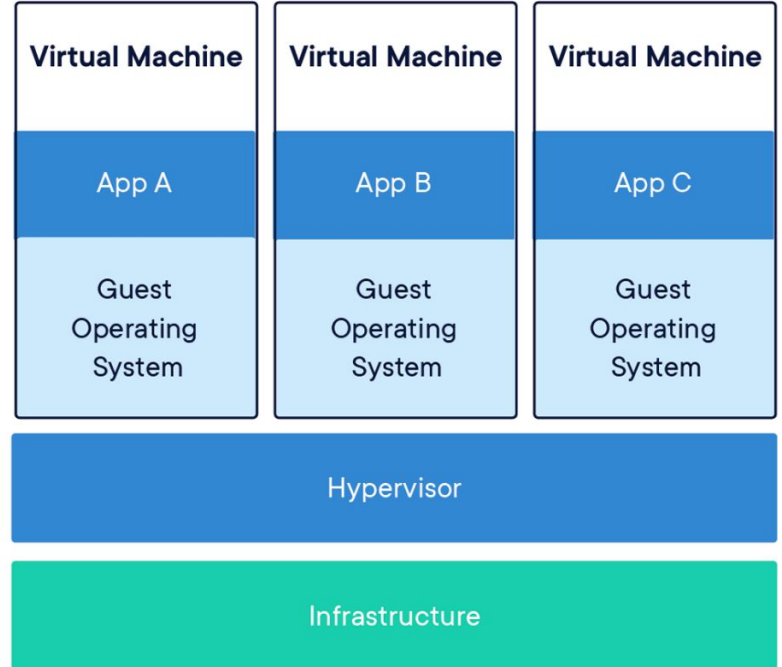 Virtual Machine
App A
Guest
Operating
System
Virtual Machine
App B
Guest
Operating
System
Virtual Machine
App C
Guest
Operating
System
Hypervisor
Infrastructure